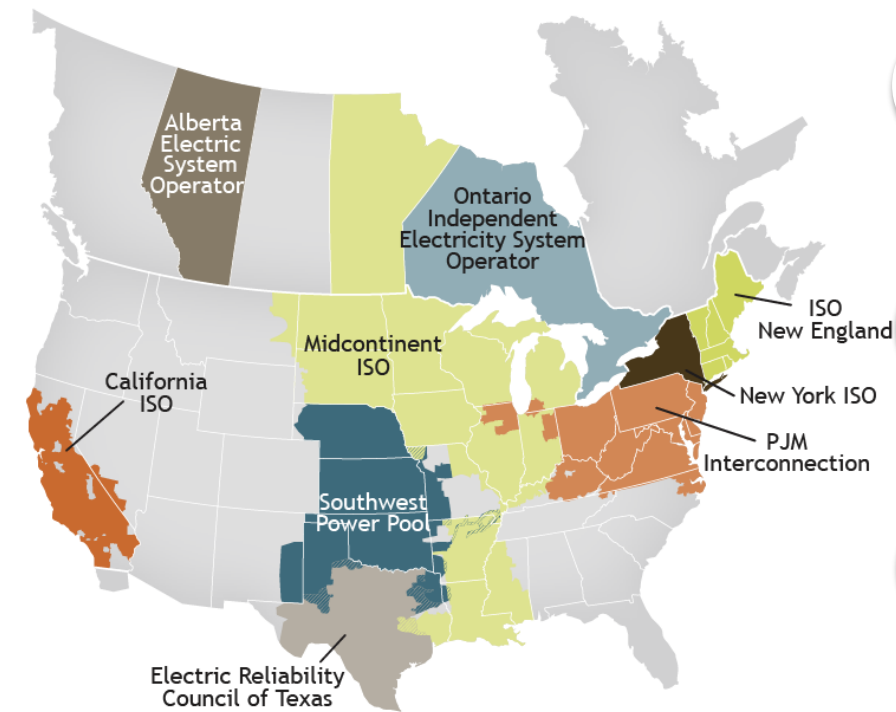 Alberta
Electric
System
Operator
Ontario
Independent
Electricity System
Operator
ISO
New England
Midcontinent
ISO
California
ISO
New York ISO
PJM
Interconnection
Southwest
Power Pool
Electric Reliability
Council of Texas